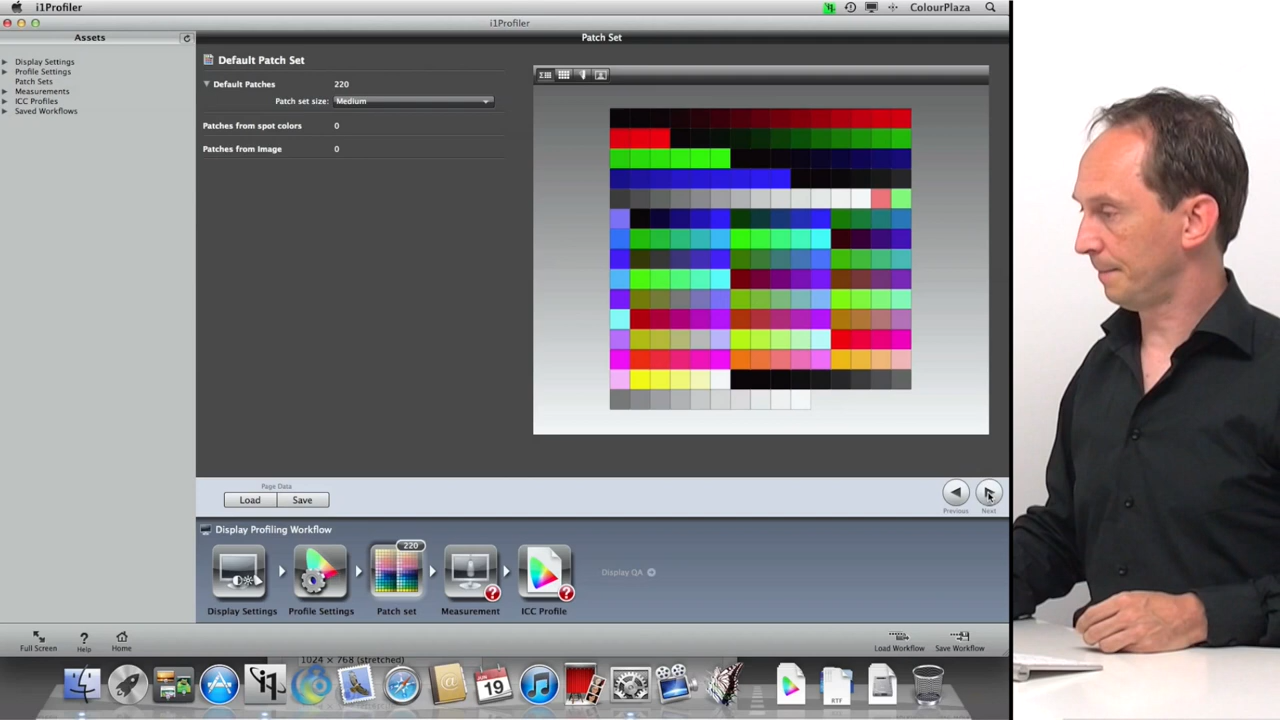 i1Profiler
ColourPlaza
i1Profiler
Assets
Patch Set
Display Settings
Profile Settings
Patch Sets
Measurements
ICC Profiles
Saved Workflows
Default Patch Set
Default Patches 220
Patch set size: Medium
Patches from spot colors 0
Patches from Image 0
Page Data
Load Save
Previous Next
Display Profiling Workflow
220
Display QA
Display Settings Profile Settings Patch set Measurement ICC Profile
Full Screen Help Home Load Workflow Save Workflow
1024 × 768 (stretched)
JUN
19
RTF